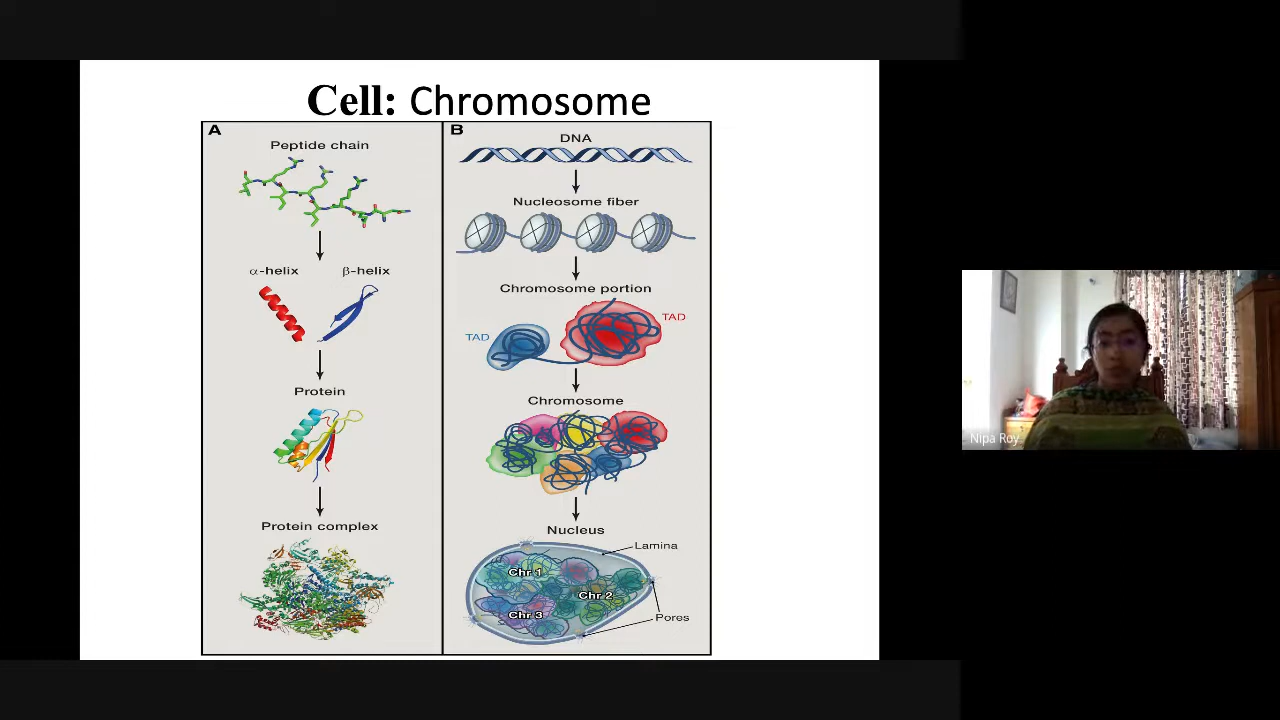 Cell: Chromosome
A
Peptide chain
α-helix
β-helix
Protein
Protein complex
B
DNA
Nucleosome fiber
Chromosome portion
TAD
TAD
Chromosome
Nucleus
Lamina
Chr 1
Chr 2
Chr 3
Pores
Nipa Roy